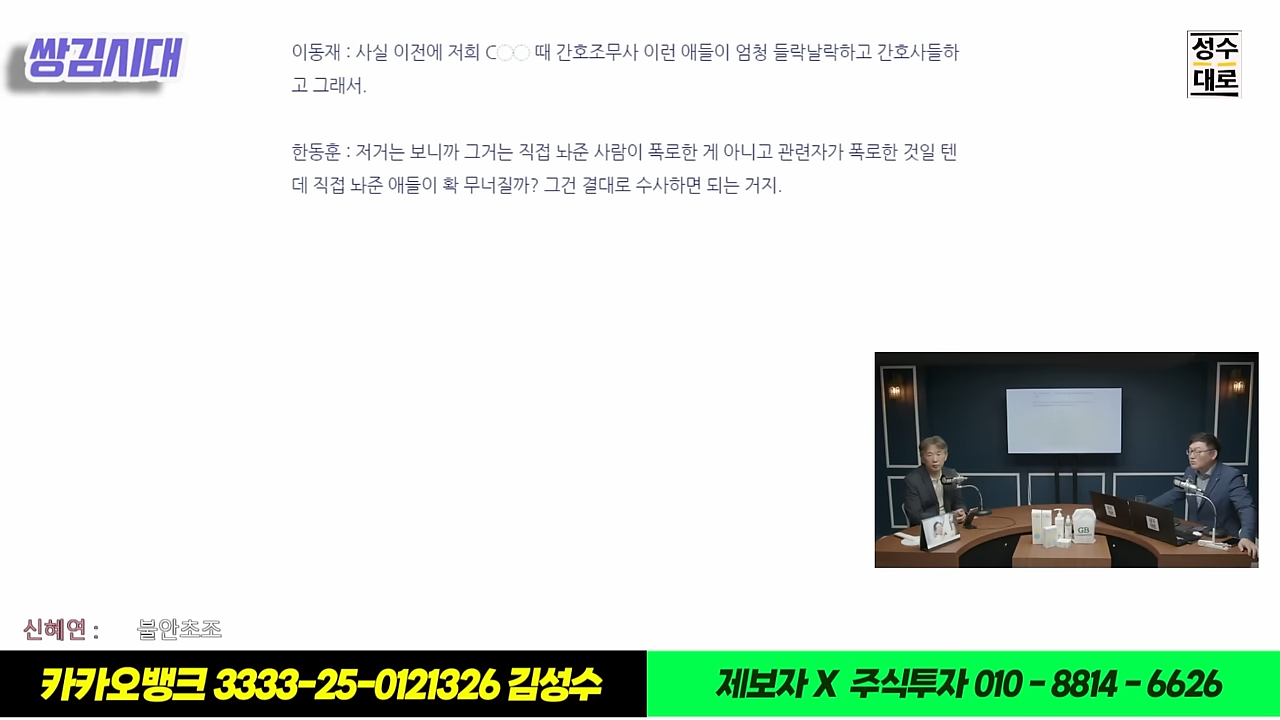 쌍김시대
이동재 : 사실 이전에 저희 C◌◌ 때 간호조무사 이런 애들이 엄청 들락날락하고 간호사들하
고 그래서.
한동훈 : 저거는 보니까 그거는 직접 놔준 사람이 폭로한 게 아니고 관련자가 폭로한 것일 텐
데 직접 놔준 애들이 확 무너질까? 그건 결대로 수사하면 되는 거지.
성수
대로
GB
신혜연 : 불안초조
카카오뱅크 3333-25-0121326 김성수
제보자 X 주식투자 010 - 8814 - 6626